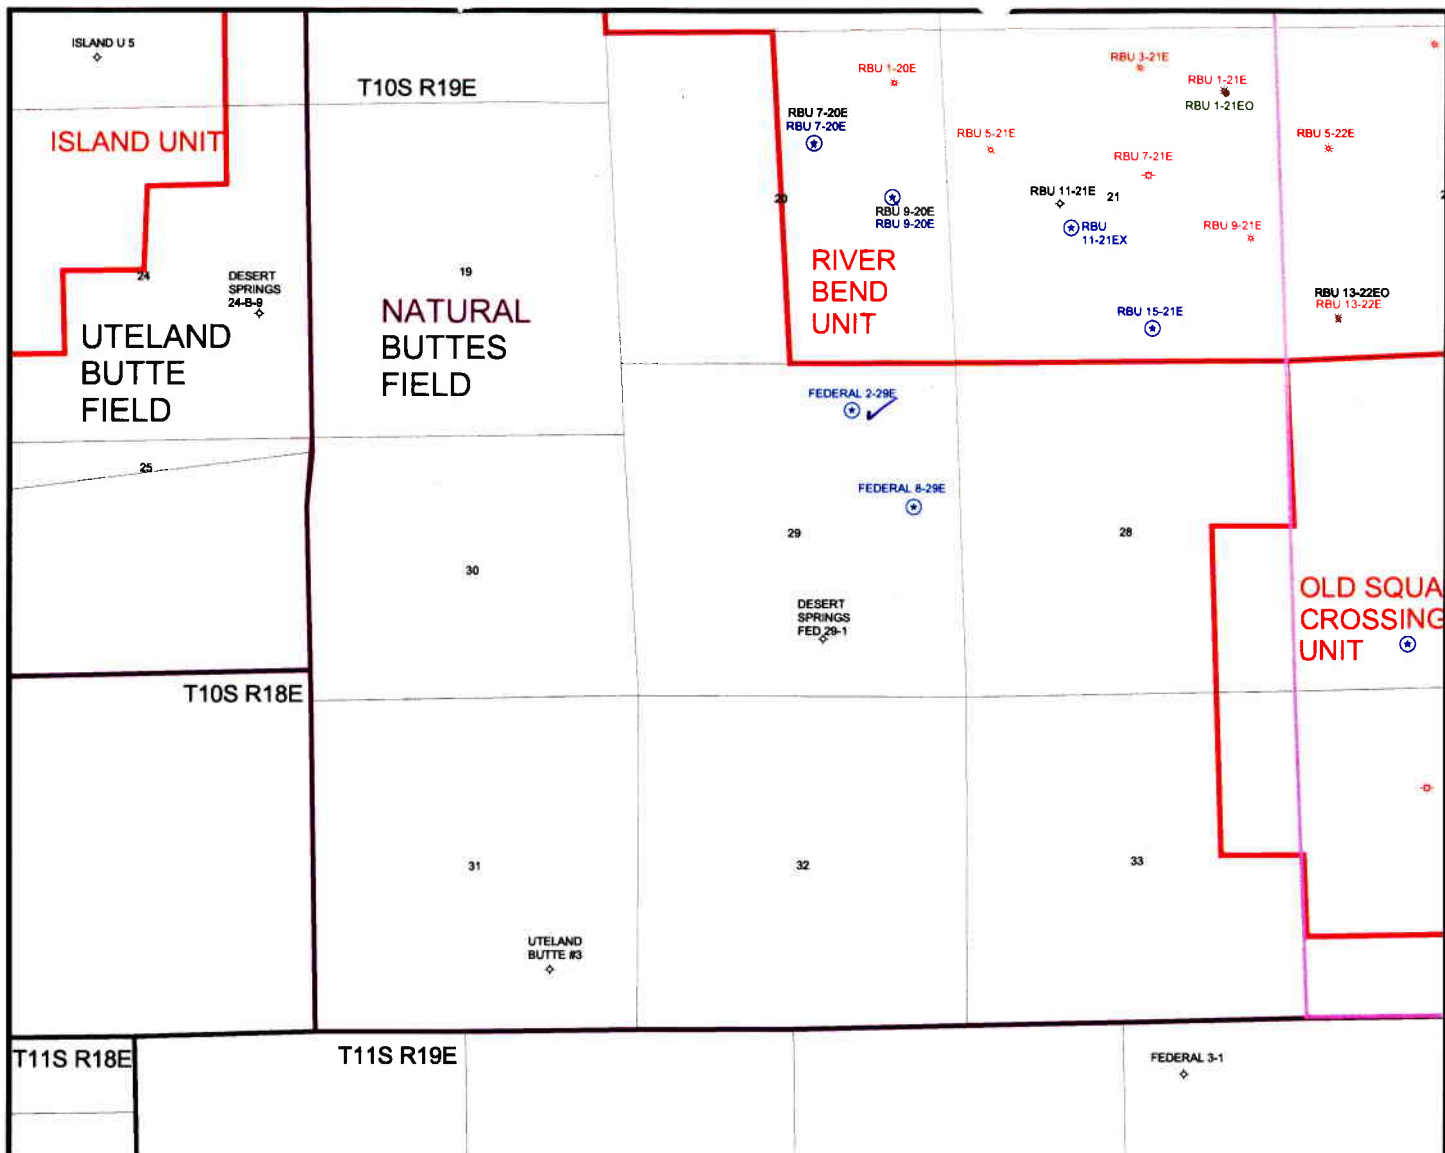 ISLAND U 5
T10S R19E
ISLAND UNIT
RBU 1-20E
RBU 3-21E
RBU 1-21E
RBU 1-21EO
RBU 7-20E
RBU 7-20E
RBU 5-21E
RBU 5-22E
RBU 7-21E
RBU 11-21E
21
20
RBU 9-20E
RBU 9-20E
RBU
11-21EX
RBU 9-21E
24
DESERT
SPRINGS
24-B-9
19
RIVER
BEND
UNIT
RBU 13-22EO
RBU 13-22E
RBU 15-21E
UTELAND
BUTTE
FIELD
NATURAL
BUTTES
FIELD
FEDERAL 2-29E
25
FEDERAL 8-29E
29
28
30
OLD SQUA
CROSSING
UNIT
DESERT
SPRINGS
FED 29-1
T10S R18E
31
32
33
UTELAND
BUTTE #3
T11S R18E
T11S R19E
FEDERAL 3-1